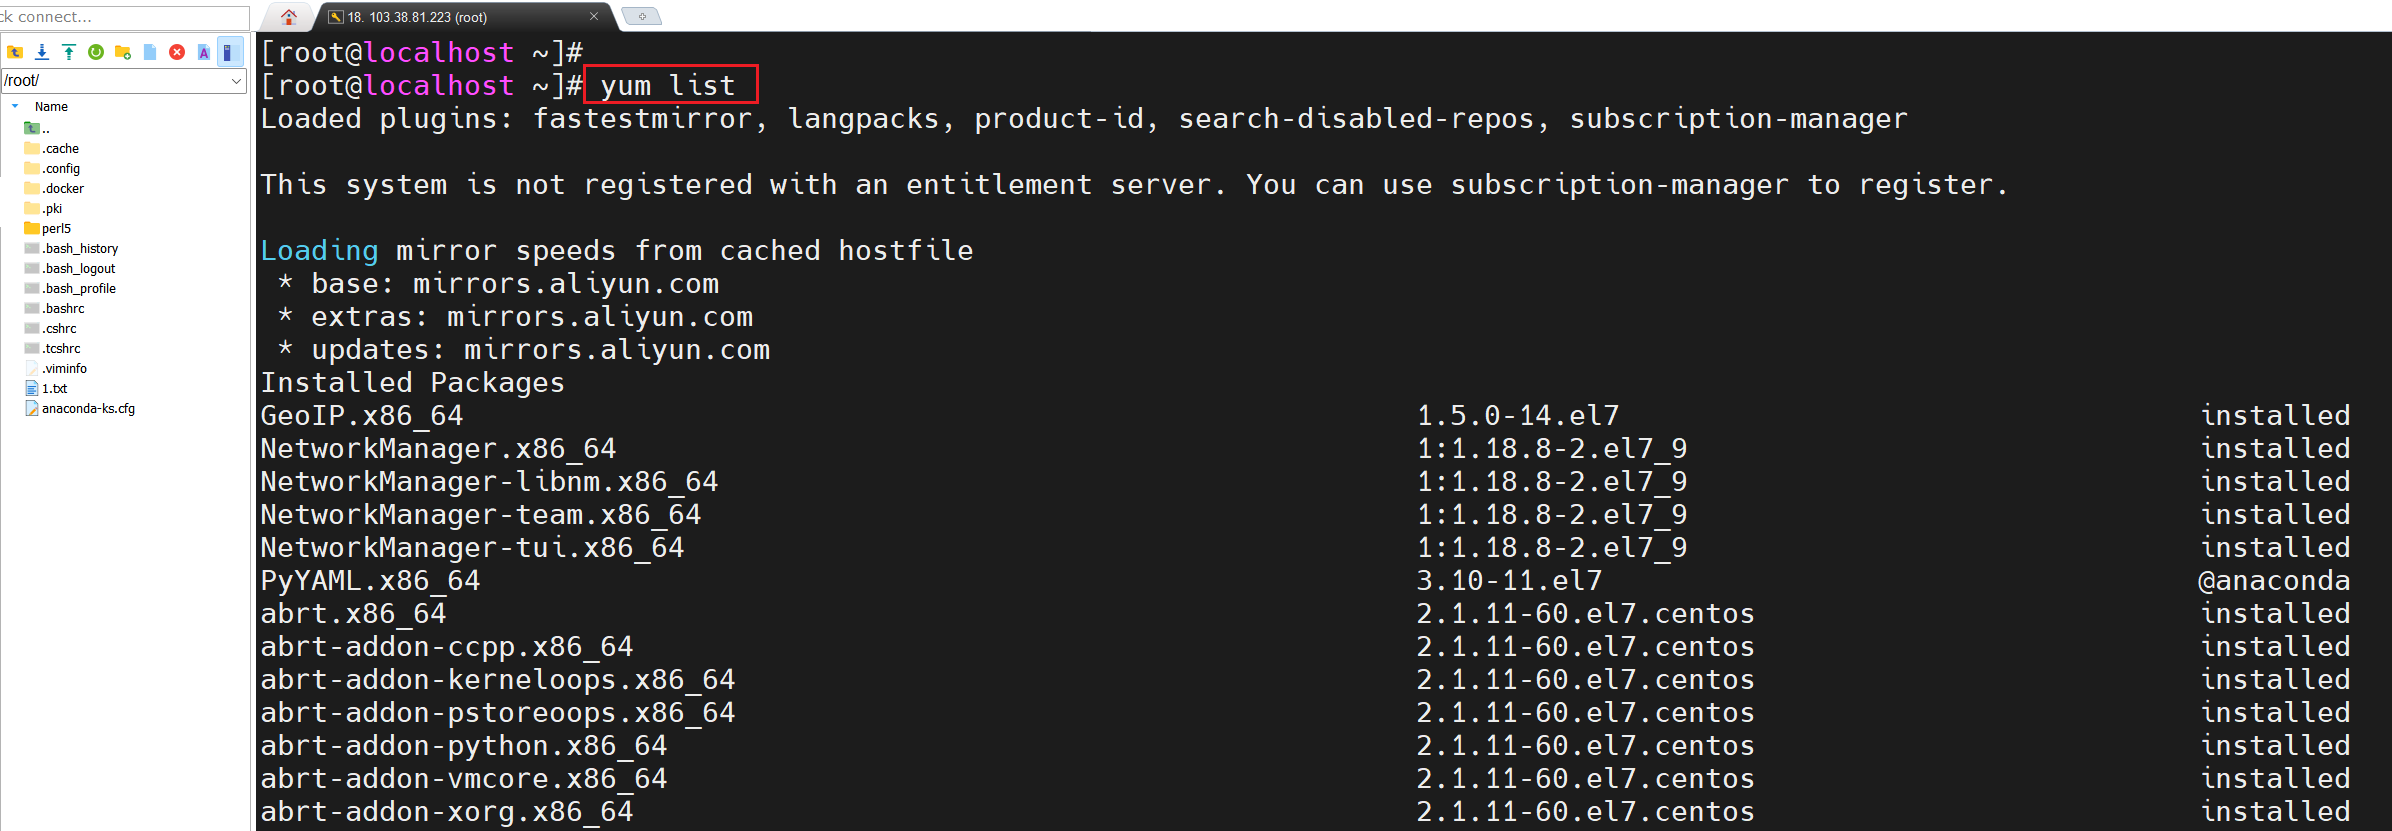 ck connect...
18. 103.38.81.223 (root)
/root/
Name
..
.cache
.config
.docker
.pki
perl5
.bash_history
.bash_logout
.bash_profile
.bashrc
.cshrc
.tcshrc
.viminfo
1.txt
anaconda-ks.cfg
[root@localhost ~]#
[root@localhost ~]# yum list
Loaded plugins: fastestmirror, langpacks, product-id, search-disabled-repos, subscription-manager
This system is not registered with an entitlement server. You can use subscription-manager to register.
Loading mirror speeds from cached hostfile
* base: mirrors.aliyun.com
* extras: mirrors.aliyun.com
* updates: mirrors.aliyun.com
Installed Packages
GeoIP.x86_64 1.5.0-14.el7 installed
NetworkManager.x86_64 1:1.18.8-2.el7_9 installed
NetworkManager-libnm.x86_64 1:1.18.8-2.el7_9 installed
NetworkManager-team.x86_64 1:1.18.8-2.el7_9 installed
NetworkManager-tui.x86_64 1:1.18.8-2.el7_9 installed
PyYAML.x86_64 3.10-11.el7 @anaconda
abrt.x86_64 2.1.11-60.el7.centos installed
abrt-addon-ccpp.x86_64 2.1.11-60.el7.centos installed
abrt-addon-kerneloops.x86_64 2.1.11-60.el7.centos installed
abrt-addon-pstoreoops.x86_64 2.1.11-60.el7.centos installed
abrt-addon-python.x86_64 2.1.11-60.el7.centos installed
abrt-addon-vmcore.x86_64 2.1.11-60.el7.centos installed
abrt-addon-xorg.x86_64 2.1.11-60.el7.centos installed